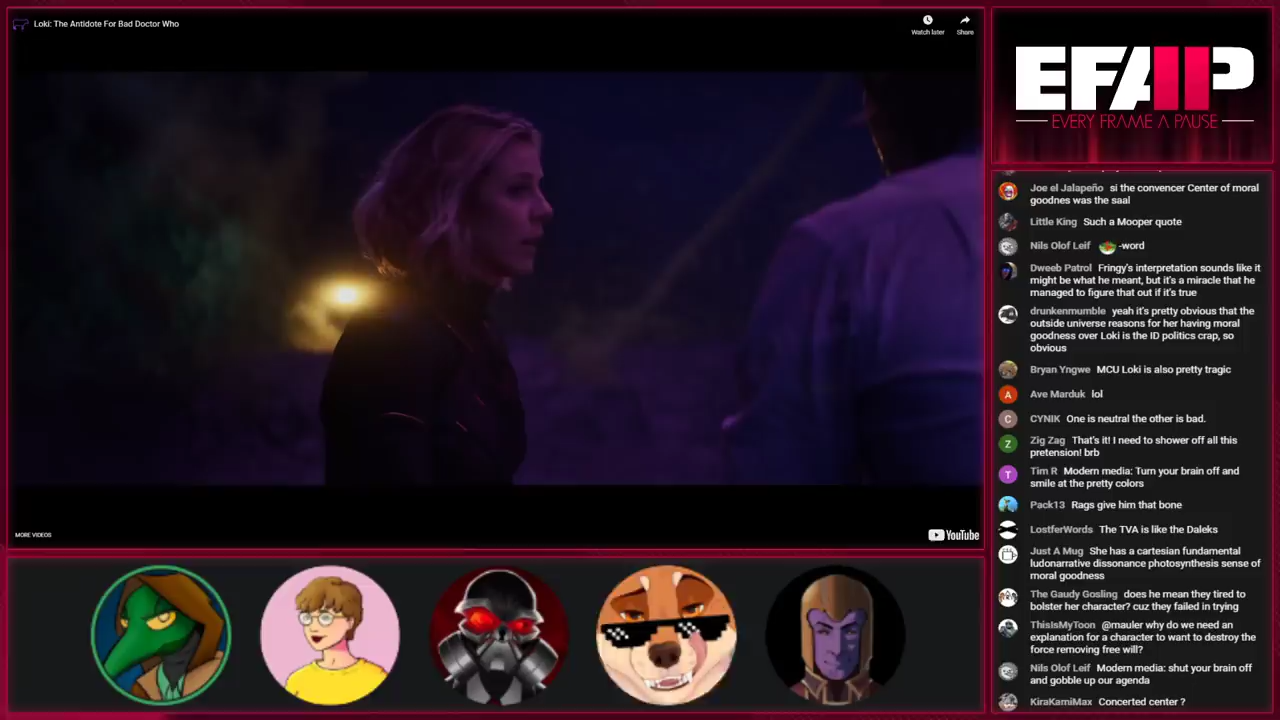 Loki: The Antidote For Bad Doctor Who
Watch later
Share
MORE VIDEOS
YouTube
EFAP
EVERY FRAME A PAUSE
Joe el Jalapeño si the convencer Center of moral
goodnes was the saal
Little King Such a Mooper quote
Nils Olof Leif -word
Dweeb Patrol Fringy's interpretation sounds like it
might be what he meant, but it's a miracle that he
managed to figure that out if it's true
drunkenmumble yeah it's pretty obvious that the
outside universe reasons for her having moral
goodness over Loki is the ID politics crap, so
obvious
Bryan Yngwe MCU Loki is also pretty tragic
A Ave Marduk lol
C CYNIK One is neutral the other is bad.
Z Zig Zag That's it! I need to shower off all this
pretension! brb
T Tim R Modern media: Turn your brain off and
smile at the pretty colors
Pack13 Rags give him that bone
LostferWords The TVA is like the Daleks
Just A Mug She has a cartesian fundamental
ludonarrative dissonance photosynthesis sense of
moral goodness
The Gaudy Gosling does he mean they tired to
bolster her character? cuz they failed in trying
ThisIsMyToon @mauler why do we need an
explanation for a character to want to destroy the
force removing free will?
Nils Olof Leif Modern media: shut your brain off
and gobble up our agenda
KiraKamiMax Concerted center ?